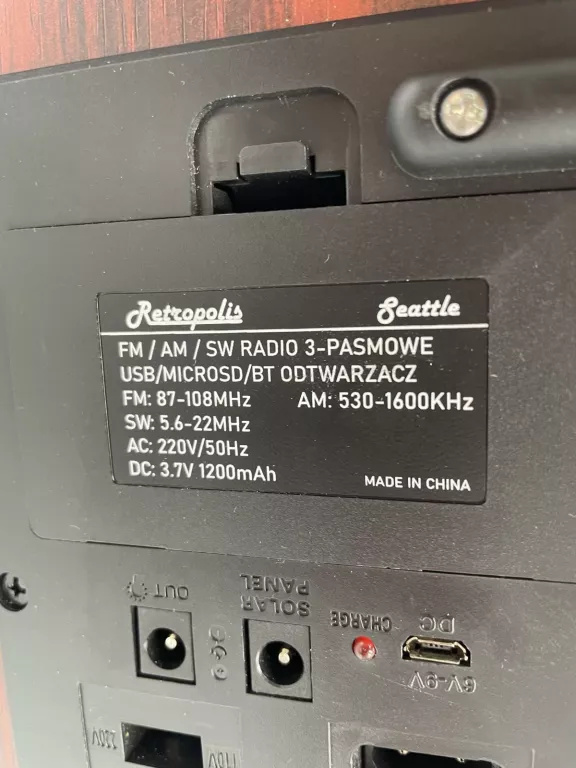 Retropolis Seattle
FM / AM / SW RADIO 3-PASMOWE
USB/MICROSD/BT ODTWARZACZ
FM: 87-108MHz AM: 530-1600KHz
SW: 5.6-22MHz
AC: 220V/50Hz
DC: 3.7V 1200mAh
MADE IN CHINA
OUT
SOLAR
PANEL
CHARGE
DC
6V-9V
220V
110V